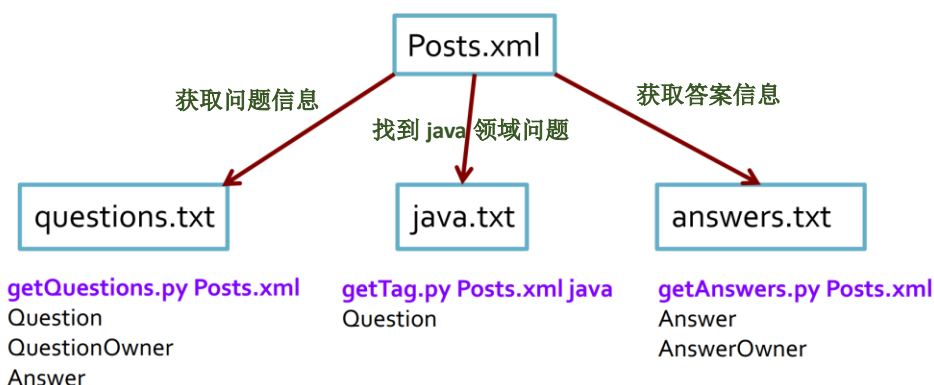 Posts.xml
获取问题信息
找到 java 领域问题
获取答案信息
questions.txt
java.txt
answers.txt
getQuestions.py Posts.xml
Question
QuestionOwner
Answer
getTag.py Posts.xml java
Question
getAnswers.py Posts.xml
Answer
AnswerOwner